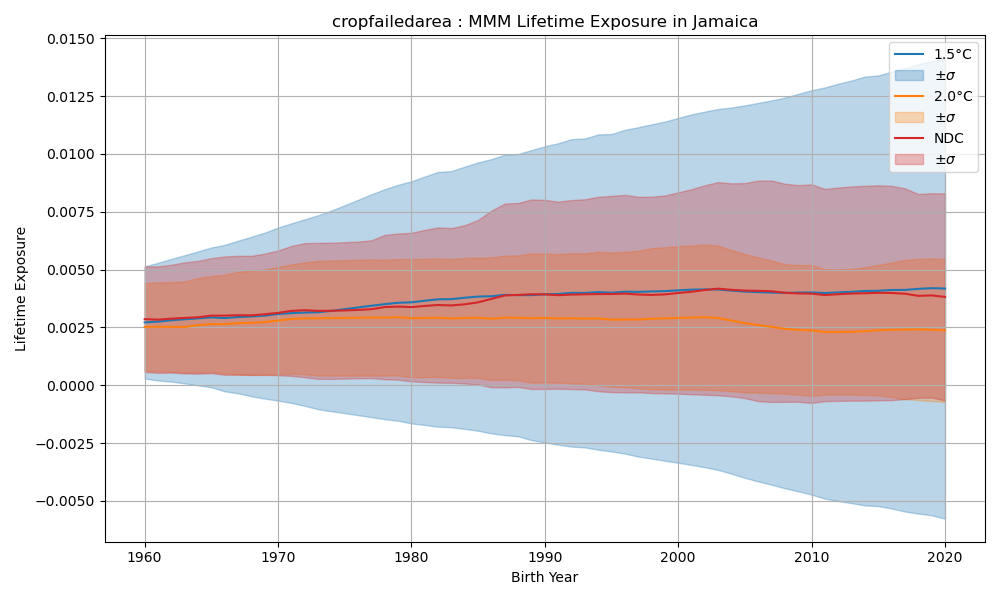 cropfailedarea : MMM Lifetime Exposure in Jamaica
Lifetime Exposure
0.0150
0.0125
0.0100
0.0075
0.0050
0.0025
0.0000
−0.0025
−0.0050
1.5°C
±σ
2.0°C
±σ
NDC
±σ
1960 1970 1980 1990 2000 2010 2020
Birth Year